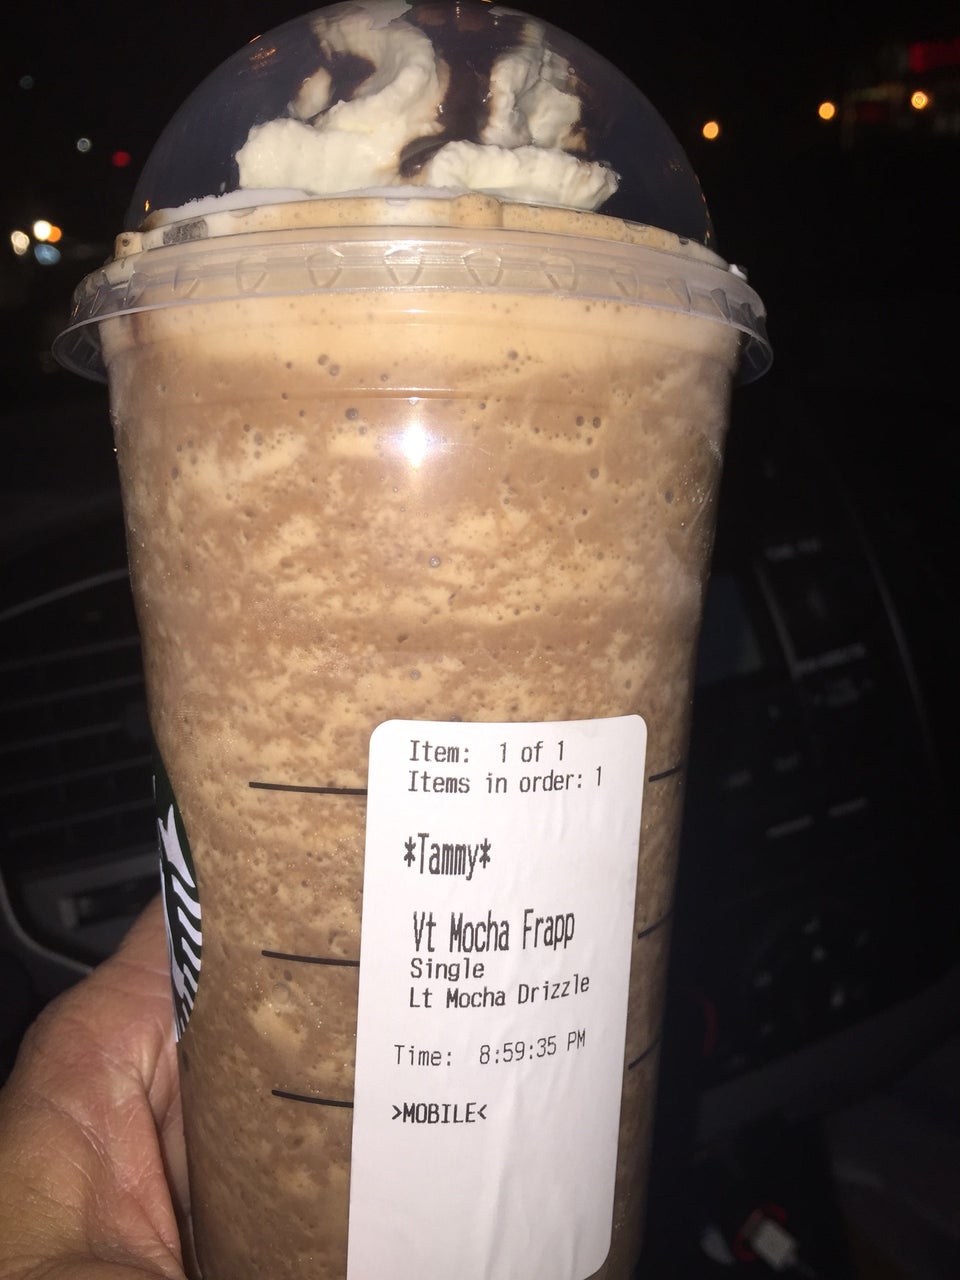 Item: 1 of 1
Items in order: 1
*Tammy*
Vt Mocha Frapp
Single
Lt Mocha Drizzle
Time: 8:59:35 PM
>MOBILE<